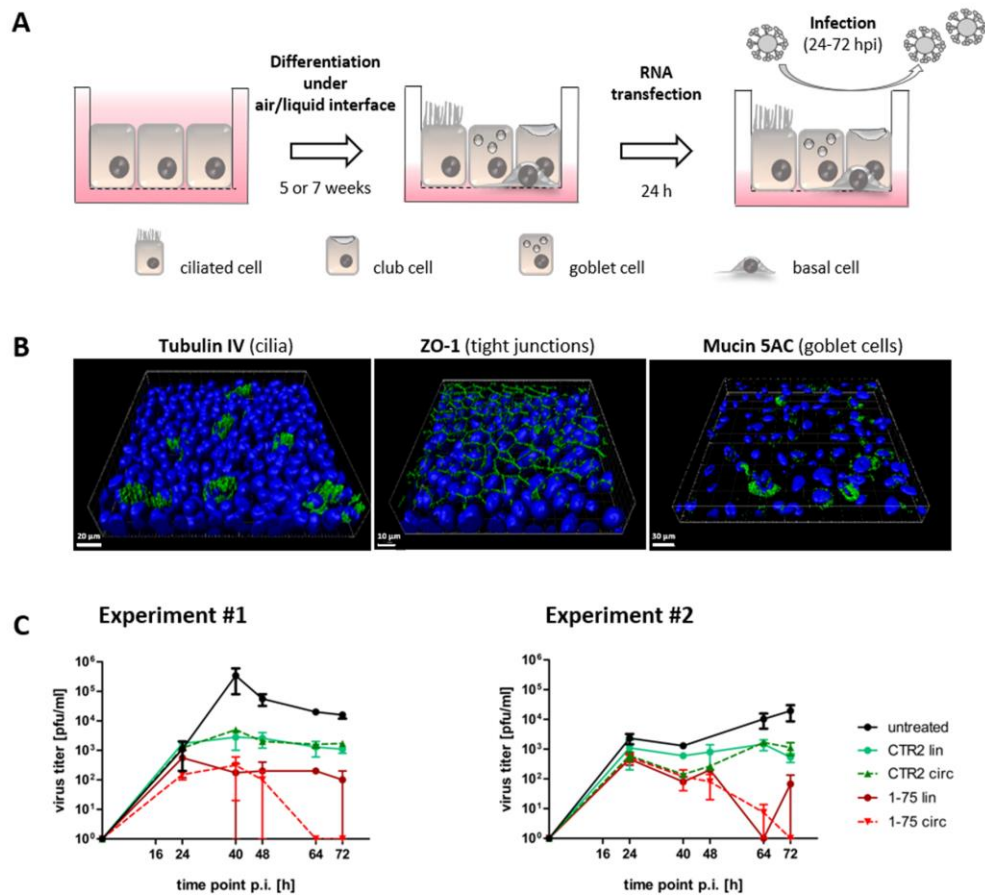 A
Differentiation
under
air/liquid interface
5 or 7 weeks
RNA
transfection
24 h
Infection
(24-72 hpi)
ciliated cell
club cell
goblet cell
basal cell
B
Tubulin IV (cilia)
ZO-1 (tight junctions)
Mucin 5AC (goblet cells)
20 µm
10 µm
30 µm
C
Experiment #1
virus titer [pfu/ml]
10⁶
10⁵
10⁴
10³
10²
10¹
10⁰
16 24 40 48 64 72
time point p.i. [h]
Experiment #2
virus titer [pfu/ml]
10⁶
10⁵
10⁴
10³
10²
10¹
10⁰
16 24 40 48 64 72
time point p.i. [h]
untreated
CTR2 lin
CTR2 circ
1-75 lin
1-75 circ